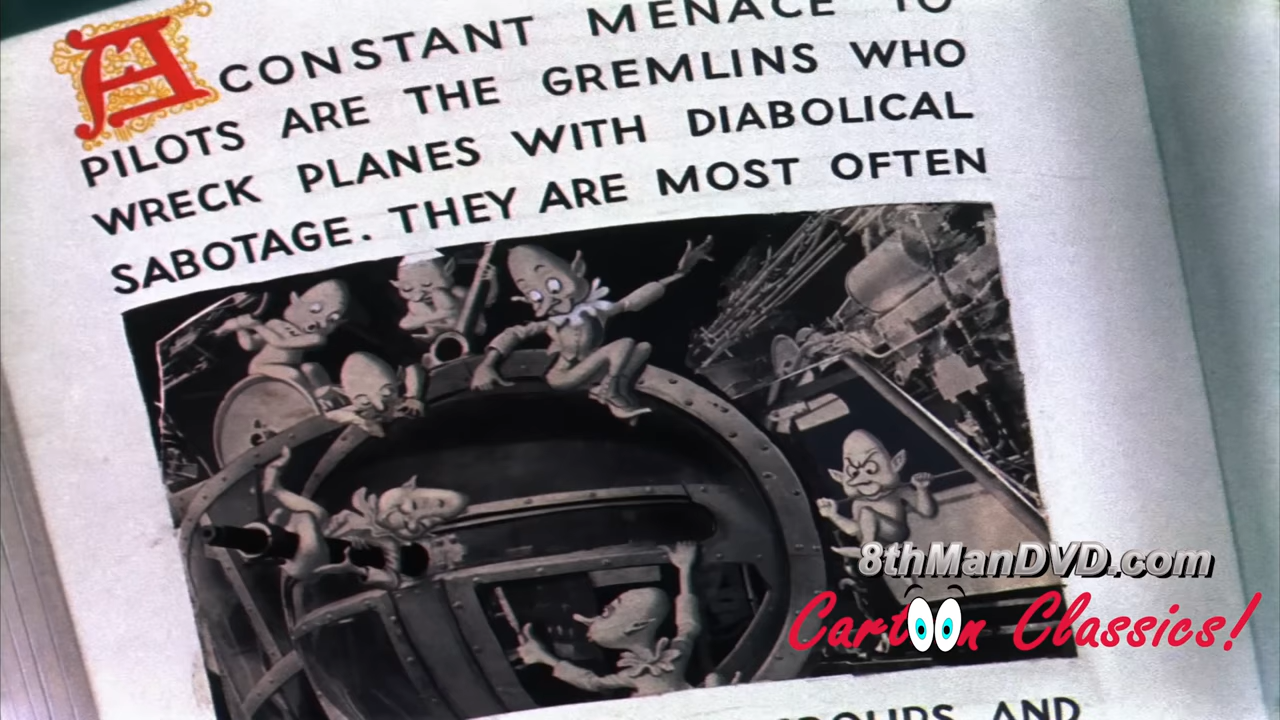 A CONSTANT MENACE TO
PILOTS ARE THE GREMLINS WHO
WRECK PLANES WITH DIABOLICAL
SABOTAGE. THEY ARE MOST OFTEN
AND
8thManDVD.com
Cartoon Classics!